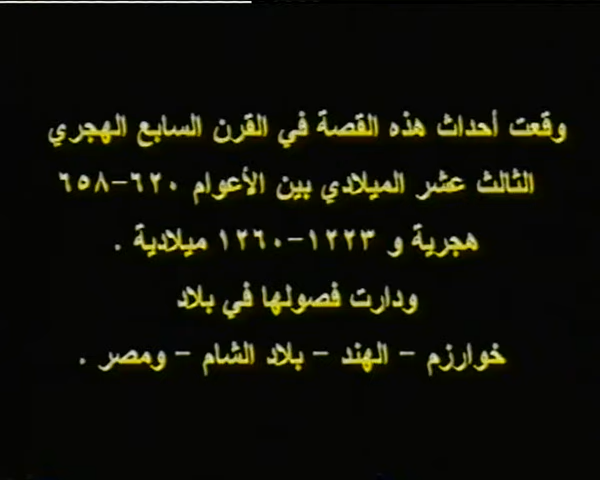 وقعت أحداث هذه القصة في القرن السابع الهجري
الثالث عشر الميلادي بين الأعوام ٦٢٠-٦٥٨
هجرية و ١٢٢٣-١٢٦٠ ميلادية .
ودارت فصولها في بلاد
خوارزم - الهند - بلاد الشام - ومصر .